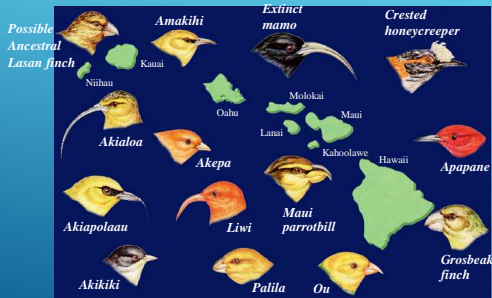 Possible
Ancestral
Lasan finch
Amakihi
Extinct
mamo
Crested
honeycreeper
Niihau
Kauai
Oahu
Molokai
Lanai
Maui
Kahoolawe
Hawaii
Akialoa
Akepa
Apapane
Akiapolaau
Liwi
Maui
parrotbill
Grosbeak
finch
Akikiki
Palila
Ou